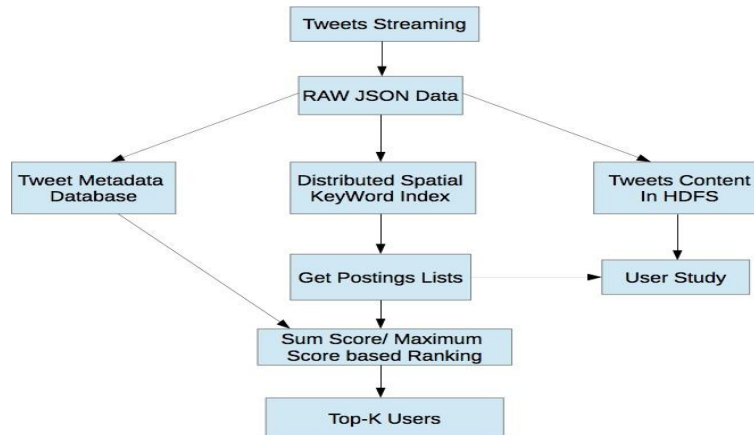 Tweets Streaming
RAW JSON Data
Tweet Metadata
Database
Distributed Spatial
KeyWord Index
Tweets Content
In HDFS
Get Postings Lists
User Study
Sum Score/ Maximum
Score based Ranking
Top-K Users